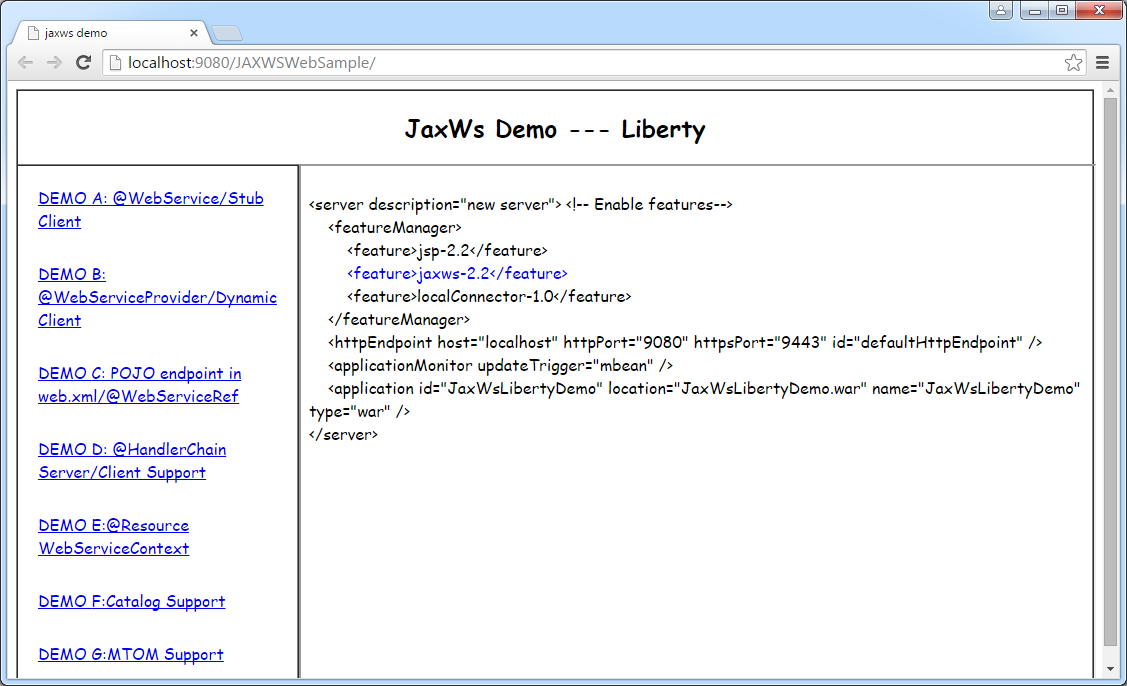 jaxws demo
localhost:9080/JAXWSWebSample/
JaxWs Demo --- Liberty
DEMO A: @WebService/Stub
Client
DEMO B:
@WebServiceProvider/Dynamic
Client
DEMO C: POJO endpoint in
web.xml/@WebServiceRef
DEMO D: @HandlerChain
Server/Client Support
DEMO E:@Resource
WebServiceContext
DEMO F:Catalog Support
DEMO G:MTOM Support
<server description="new server"> <!-- Enable features-->
<featureManager>
<feature>jsp-2.2</feature>
<feature>jaxws-2.2</feature>
<feature>localConnector-1.0</feature>
</featureManager>
<httpEndpoint host="localhost" httpPort="9080" httpsPort="9443" id="defaultHttpEndpoint" />
<applicationMonitor updateTrigger="mbean" />
<application id="JaxWsLibertyDemo" location="JaxWsLibertyDemo.war" name="JaxWsLibertyDemo"
type="war" />
</server>